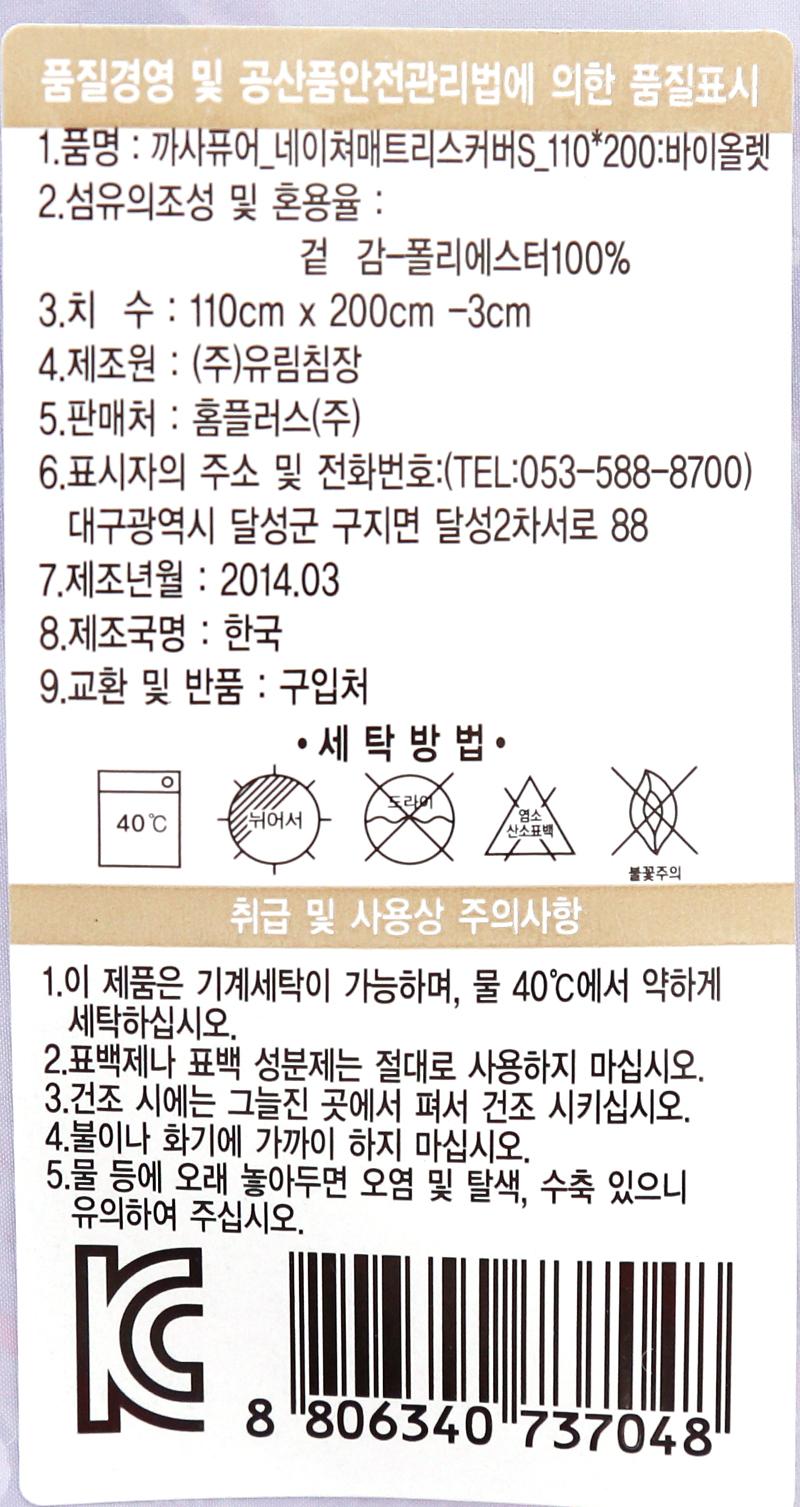 품질경영 및 공산품안전관리법에 의한 품질표시
1.품명 : 까사퓨어_네이쳐매트리스커버S_110*200:바이올렛
2.섬유의조성 및 혼용율 :
겉 감-폴리에스터100%
3.치 수 : 110cm x 200cm -3cm
4.제조원 : (주)유림침장
5.판매처 : 홈플러스(주)
6.표시자의 주소 및 전화번호:(TEL:053-588-8700)
대구광역시 달성군 구지면 달성2차서로 88
7.제조년월 : 2014.03
8.제조국명 : 한국
9.교환 및 반품 : 구입처
•세탁방법•
40℃ 뉘어서 드라이 염소 산소표백
불꽃주의
취급 및 사용상 주의사항
1.이 제품은 기계세탁이 가능하며, 물 40℃에서 약하게
세탁하십시오.
2.표백제나 표백 성분제는 절대로 사용하지 마십시오.
3.건조 시에는 그늘진 곳에서 펴서 건조 시키십시오.
4.불이나 화기에 가까이 하지 마십시오.
5.물 등에 오래 놓아두면 오염 및 탈색, 수축 있으니
유의하여 주십시오.
KC
8 806340 737048